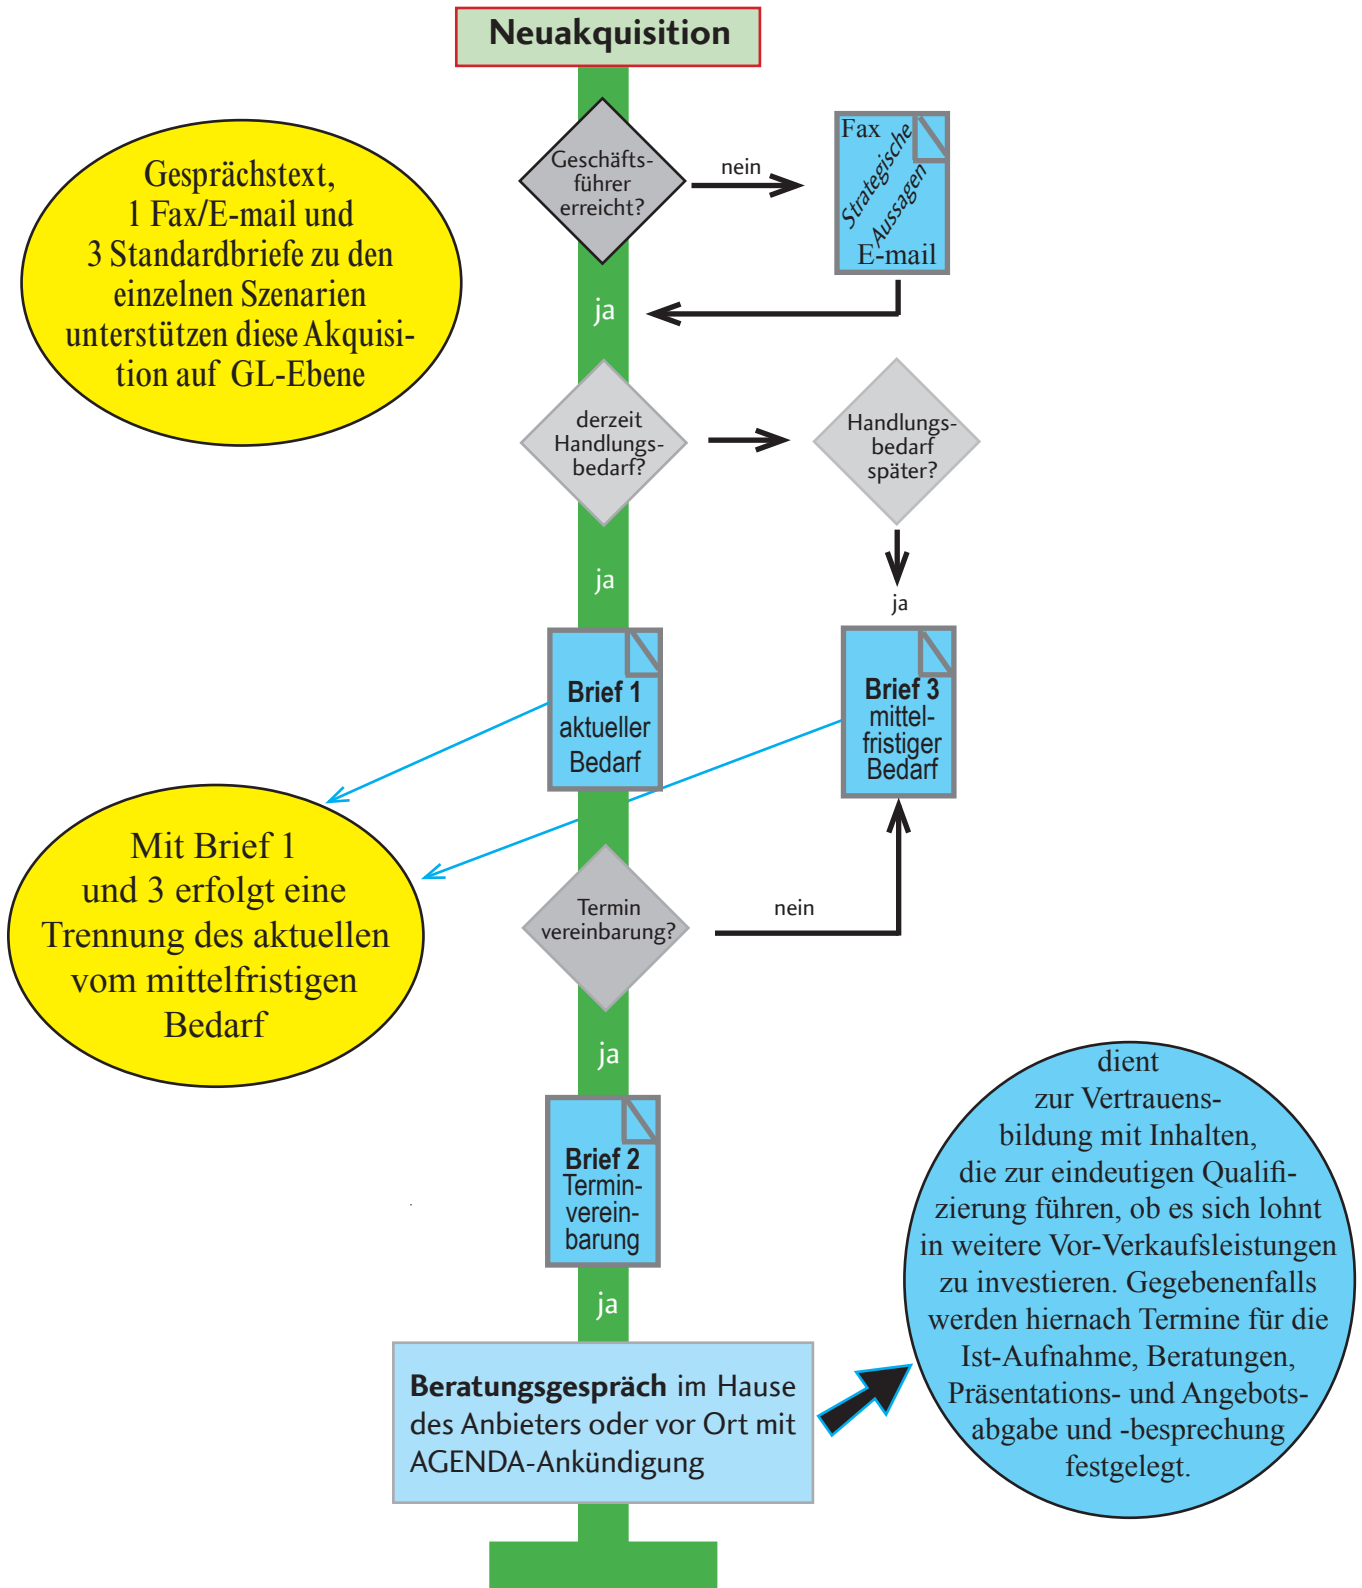 Neuakquisition
Geschäfts-
führer
erreicht?
nein
Fax
Strategische
Aussagen
E-mail
Gesprächstext,
1 Fax/E-mail und
3 Standardbriefe zu den
einzelnen Szenarien
unterstützen diese Akquisi-
tion auf GL-Ebene
ja
derzeit
Handlungs-
bedarf?
Handlungs-
bedarf
später?
ja
ja
Brief 1
aktueller
Bedarf
Brief 3
mittel-
fristiger
Bedarf
Mit Brief 1
und 3 erfolgt eine
Trennung des aktuellen
vom mittelfristigen
Bedarf
Termin
vereinbarung?
nein
ja
Brief 2
Termin-
verein-
barung
ja
Beratungsgespräch im Hause
des Anbieters oder vor Ort mit
AGENDA-Ankündigung
dient
zur Vertrauens-
bildung mit Inhalten,
die zur eindeutigen Qualifi-
zierung führen, ob es sich lohnt
in weitere Vor-Verkaufsleistungen
zu investieren. Gegebenenfalls
werden hiernach Termine für die
Ist-Aufnahme, Beratungen,
Präsentations- und Angebots-
abgabe und -besprechung
festgelegt.